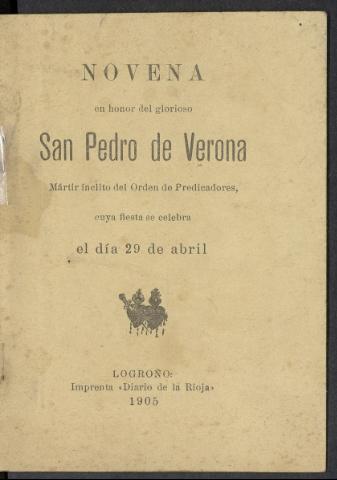 NOVENA
en honor del glorioso
San Pedro de Verona
Mártir ínclito del Orden de Predicadores,
cuya fiesta se celebra
el día 29 de abril
LOGROÑO:
Imprenta «Diario de la Rioja»
1905